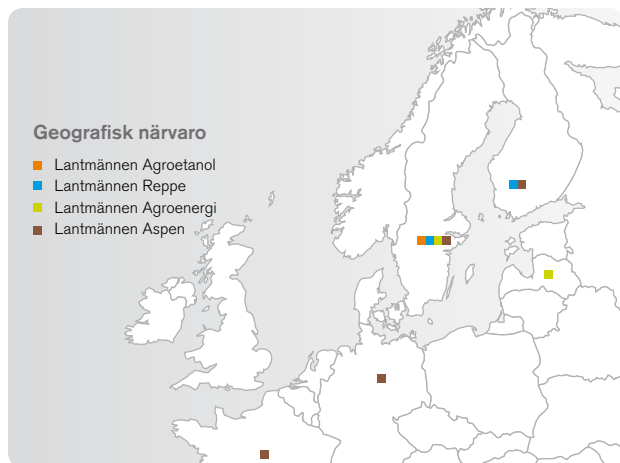 Geografisk närvaro
Lantmännen Agroetanol
Lantmännen Reppe
Lantmännen Agroenergi
Lantmännen Aspen